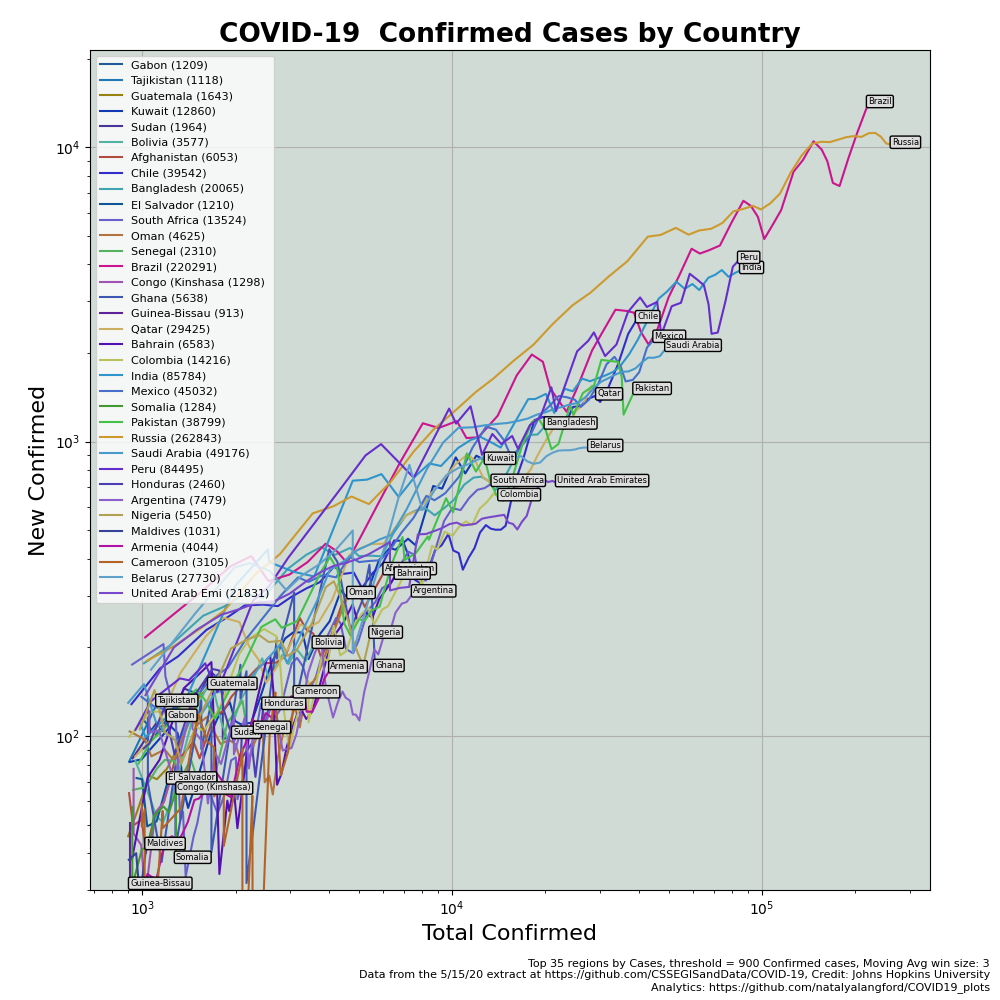 COVID-19  Confirmed Cases by Country
Gabon (1209)
Tajikistan (1118)
Guatemala (1643)
Kuwait (12860)
Sudan (1964)
Bolivia (3577)
Afghanistan (6053)
Chile (39542)
Bangladesh (20065)
El Salvador (1210)
South Africa (13524)
Oman (4625)
Senegal (2310)
Brazil (220291)
Congo (Kinshasa (1298)
Ghana (5638)
Guinea-Bissau (913)
Qatar (29425)
Bahrain (6583)
Colombia (14216)
India (85784)
Mexico (45032)
Somalia (1284)
Pakistan (38799)
Russia (262843)
Saudi Arabia (49176)
Peru (84495)
Honduras (2460)
Argentina (7479)
Nigeria (5450)
Maldives (1031)
Armenia (4044)
Cameroon (3105)
Belarus (27730)
United Arab Emi (21831)
Brazil
Russia
Peru
India
Chile
Mexico
Saudi Arabia
Pakistan
Qatar
Bangladesh
Belarus
Kuwait
South Africa
United Arab Emirates
Colombia
Bahrain
Oman
Argentina
Nigeria
Bolivia
Armenia
Ghana
Guatemala
Cameroon
Tajikistan
Honduras
Gabon
Senegal
El Salvador
Congo (Kinshasa)
Maldives
Somalia
Guinea-Bissau
10⁴
10³
10²
New Confirmed
10³
10⁴
10⁵
Total Confirmed
Top 35 regions by Cases, threshold = 900 Confirmed cases, Moving Avg win size: 3
Data from the 5/15/20 extract at https://github.com/CSSEGISandData/COVID-19, Credit: Johns Hopkins University
Analytics: https://github.com/natalyalangford/COVID19_plots